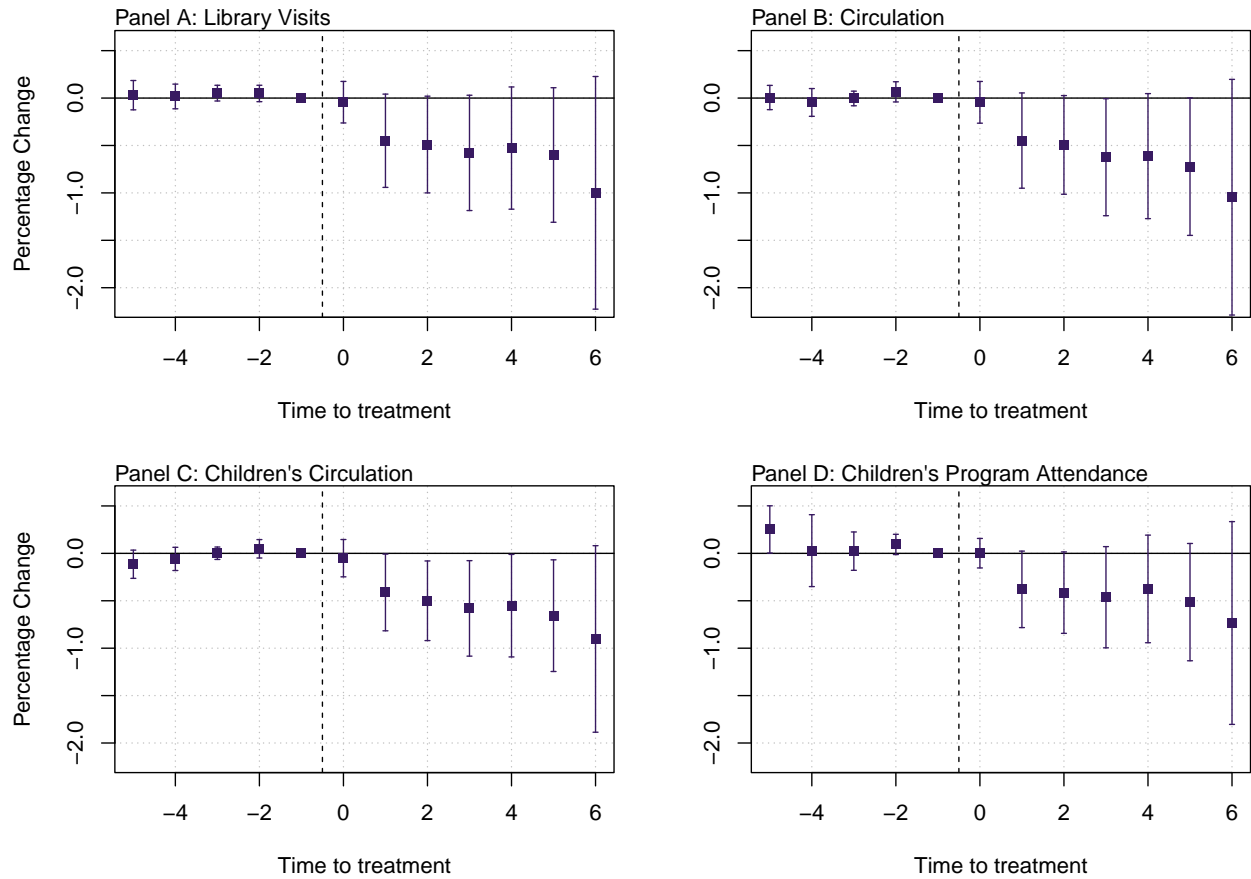 Panel A: Library Visits
Percentage Change
0.0
−1.0
−2.0
−4 −2 0 2 4 6
Time to treatment
Panel B: Circulation
0.0
−1.0
−2.0
−4 −2 0 2 4 6
Time to treatment
Panel C: Children's Circulation
Percentage Change
0.0
−1.0
−2.0
−4 −2 0 2 4 6
Time to treatment
Panel D: Children's Program Attendance
0.0
−1.0
−2.0
−4 −2 0 2 4 6
Time to treatment